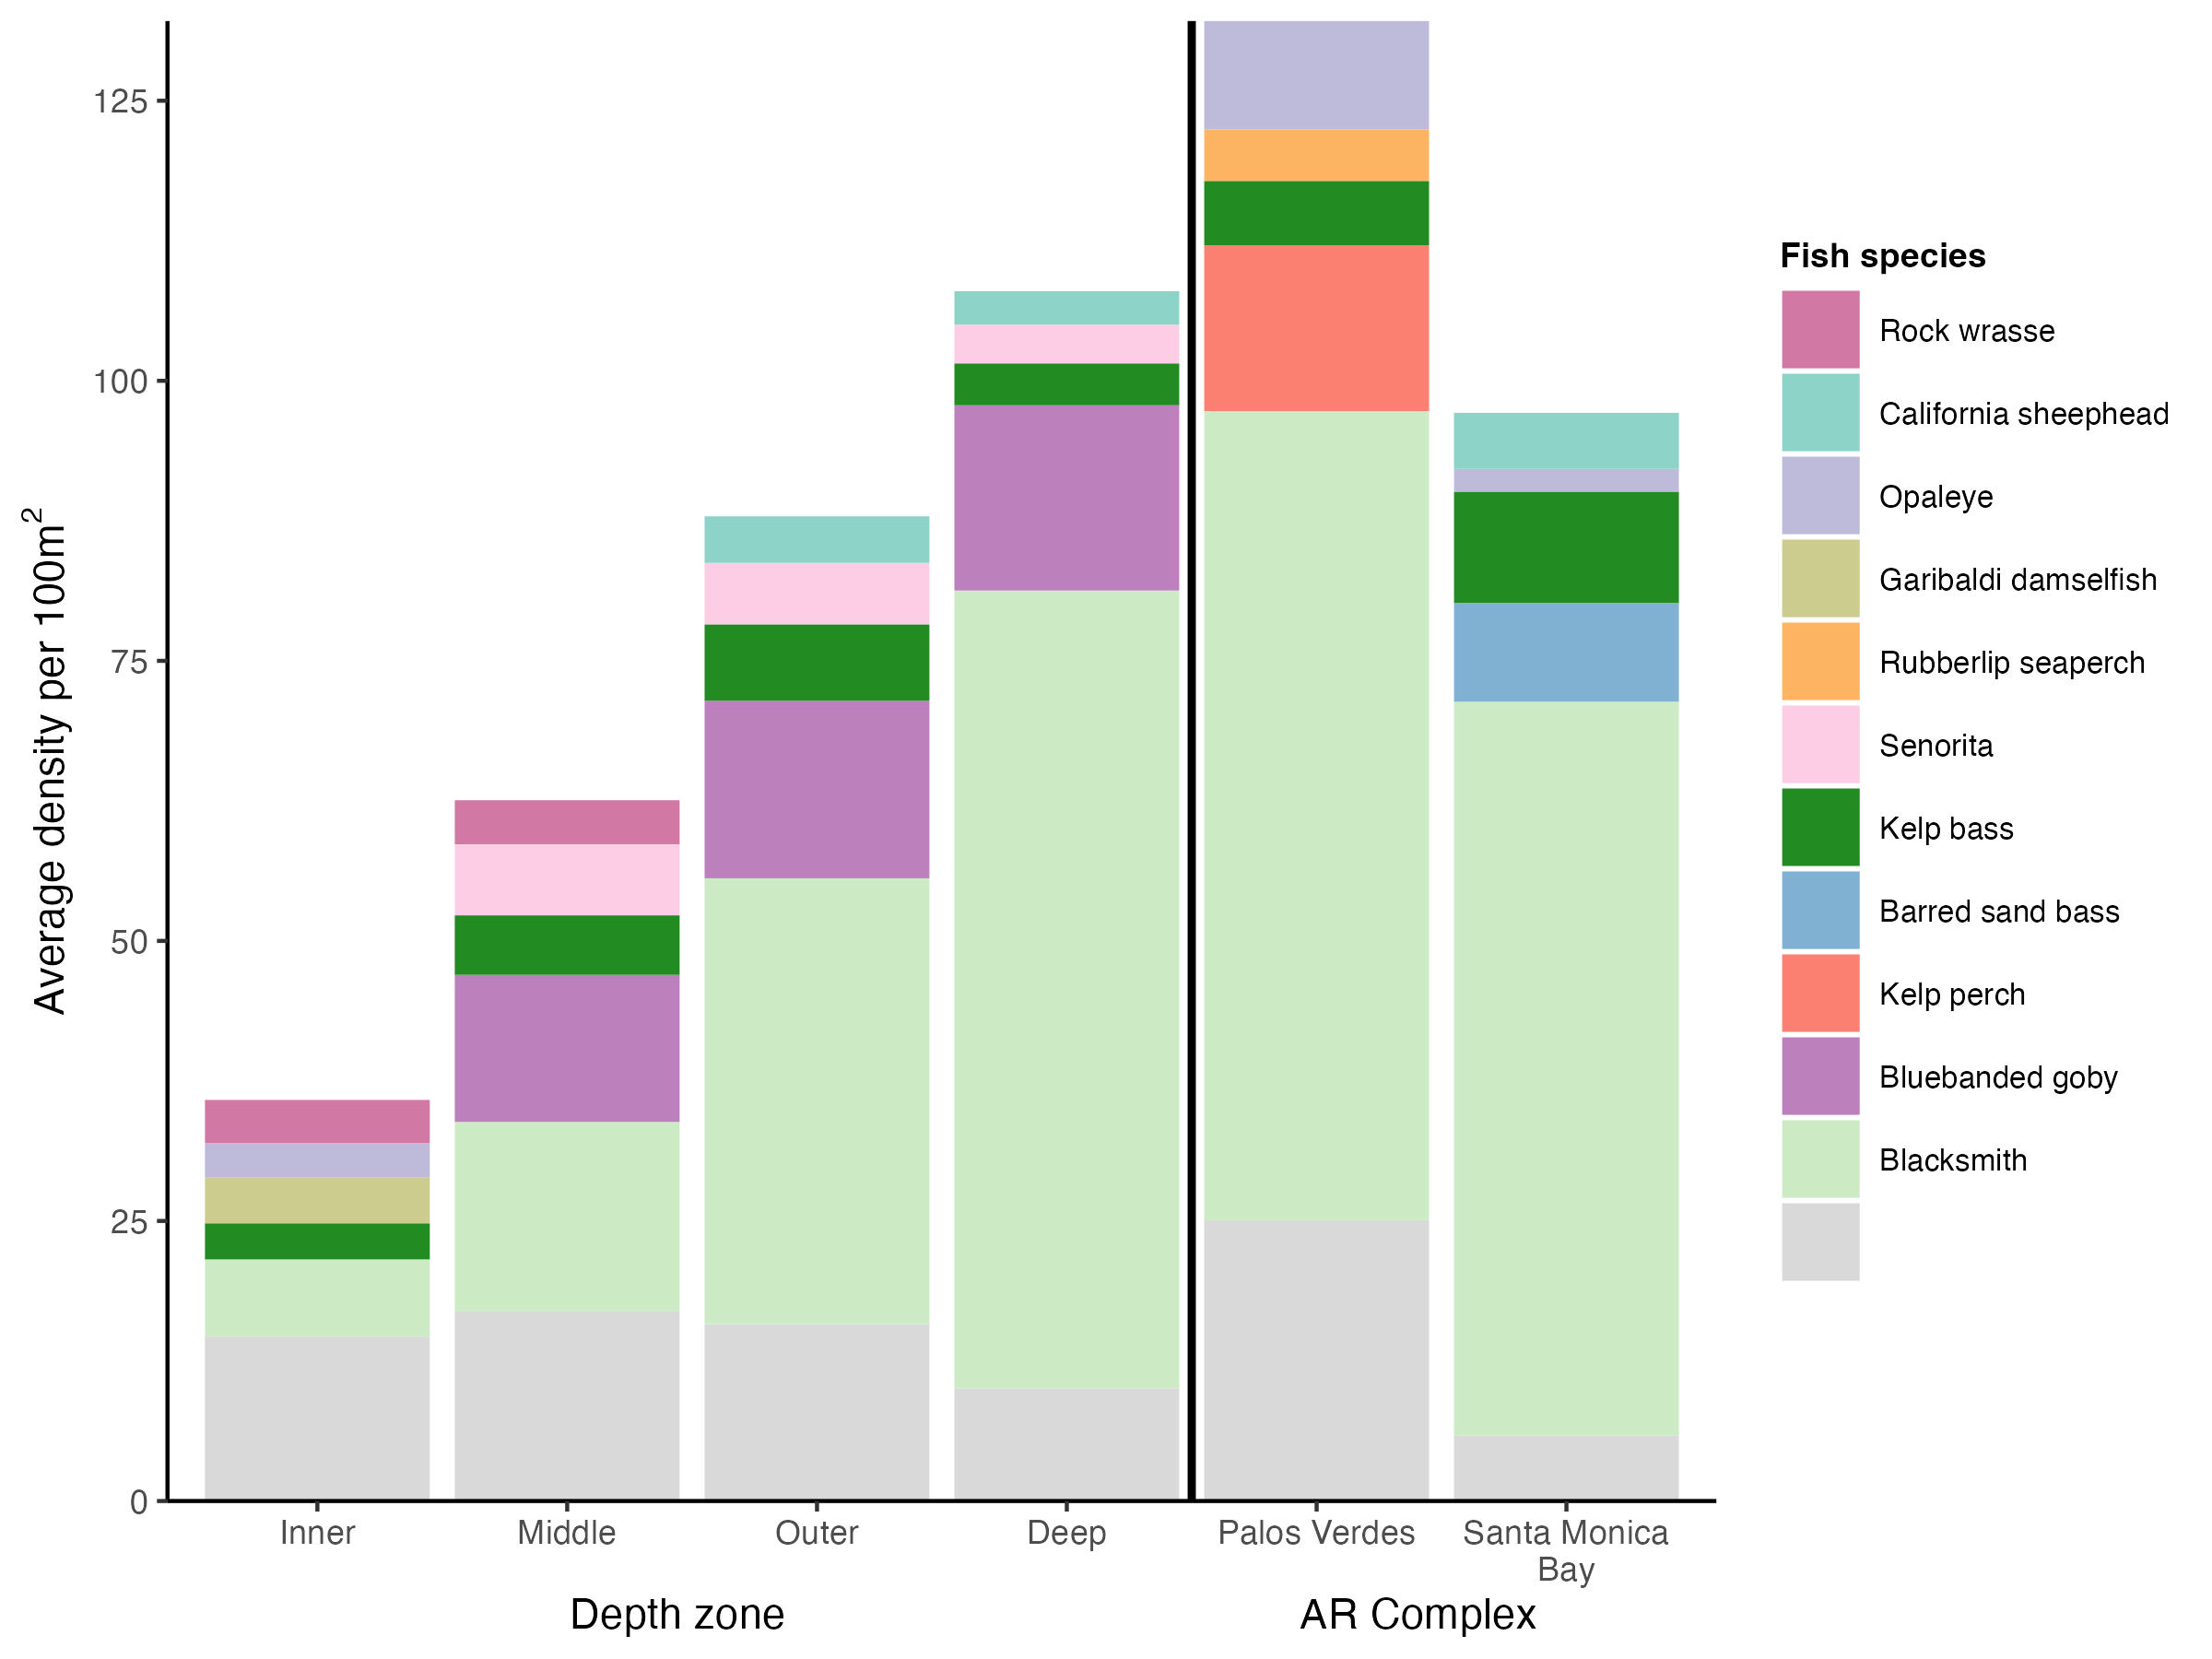 125
100
75
50
25
0
Average density per 100m²
Inner
Middle
Outer
Deep
Palos Verdes
Santa Monica
Bay
Depth zone
AR Complex
Fish species
Rock wrasse
California sheephead
Opaleye
Garibaldi damselfish
Rubberlip seaperch
Senorita
Kelp bass
Barred sand bass
Kelp perch
Bluebanded goby
Blacksmith